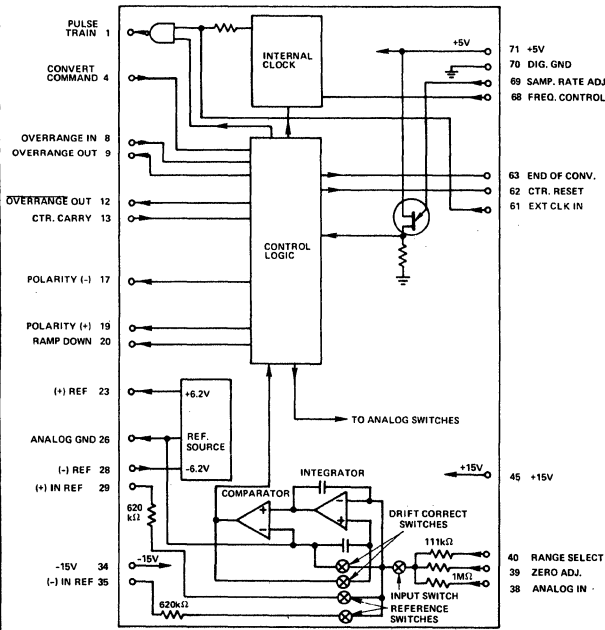 PULSE
TRAIN 1
CONVERT
COMMAND 4
OVERRANGE IN 8
OVERRANGE OUT 9
OVERRANGE OUT 12
CTR. CARRY 13
POLARITY (-) 17
POLARITY (+) 19
RAMP DOWN 20
(+) REF 23
ANALOG GND 26
(-) REF 28
(+) IN REF 29
-15V 34
(-) IN REF 35
INTERNAL
CLOCK
CONTROL
LOGIC
+5V
71 +5V
70 DIG. GND
69 SAMP. RATE ADJ
68 FREQ. CONTROL
63 END OF CONV.
62 CTR. RESET
61 EXT CLK IN
TO ANALOG SWITCHES
+6.2V
REF.
SOURCE
-6.2V
+15V
45 +15V
INTEGRATOR
COMPARATOR
+
-
-
+
DRIFT CORRECT
SWITCHES
620
kΩ
-15V
620kΩ
111kΩ
1MΩ
40 RANGE SELECT
39 ZERO ADJ.
38 ANALOG IN
INPUT SWITCH
REFERENCE
SWITCHES